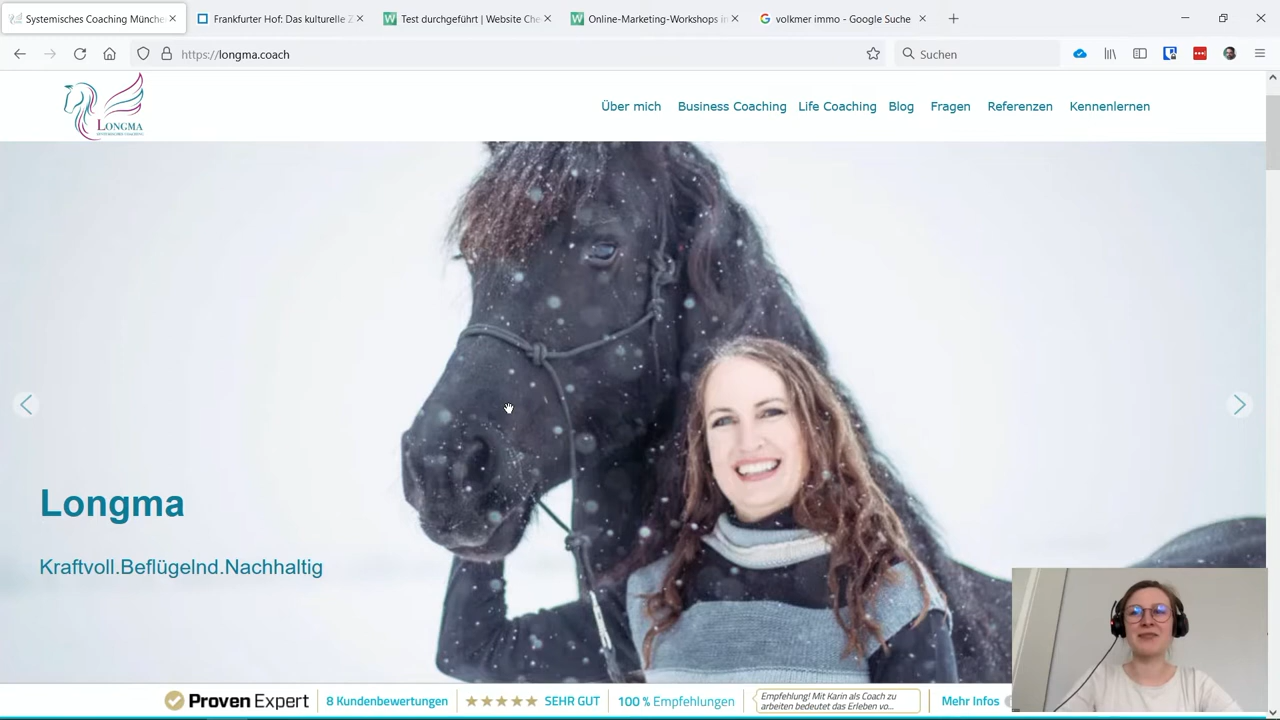 Systemisches Coaching Münche
Frankfurter Hof: Das kulturelle Z
Test durchgeführt | Website Che
Online-Marketing-Workshops i
volkmer immo - Google Suche
https://longma.coach
Suchen
LONGMA
Über mich
Business Coaching
Life Coaching
Blog
Fragen
Referenzen
Kennenlernen
Longma
Kraftvoll.Beflügelnd.Nachhaltig
ProvenExpert
8 Kundenbewertungen
SEHR GUT
100 % Empfehlungen
Empfehlung! Mit Karin als Coach zu
arbeiten bedeutet das Erleben vo...
Mehr Infos